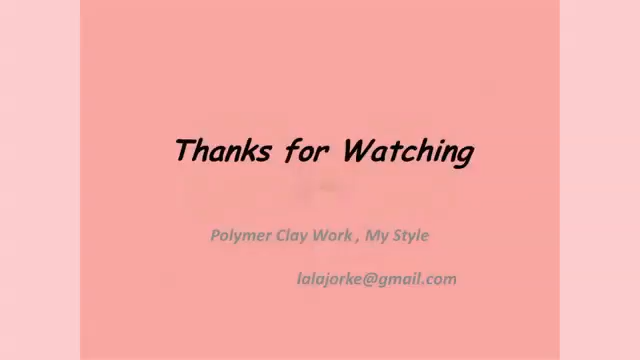 Thanks for Watching
Polymer Clay Work , My Style
lalajorke@gmail.com